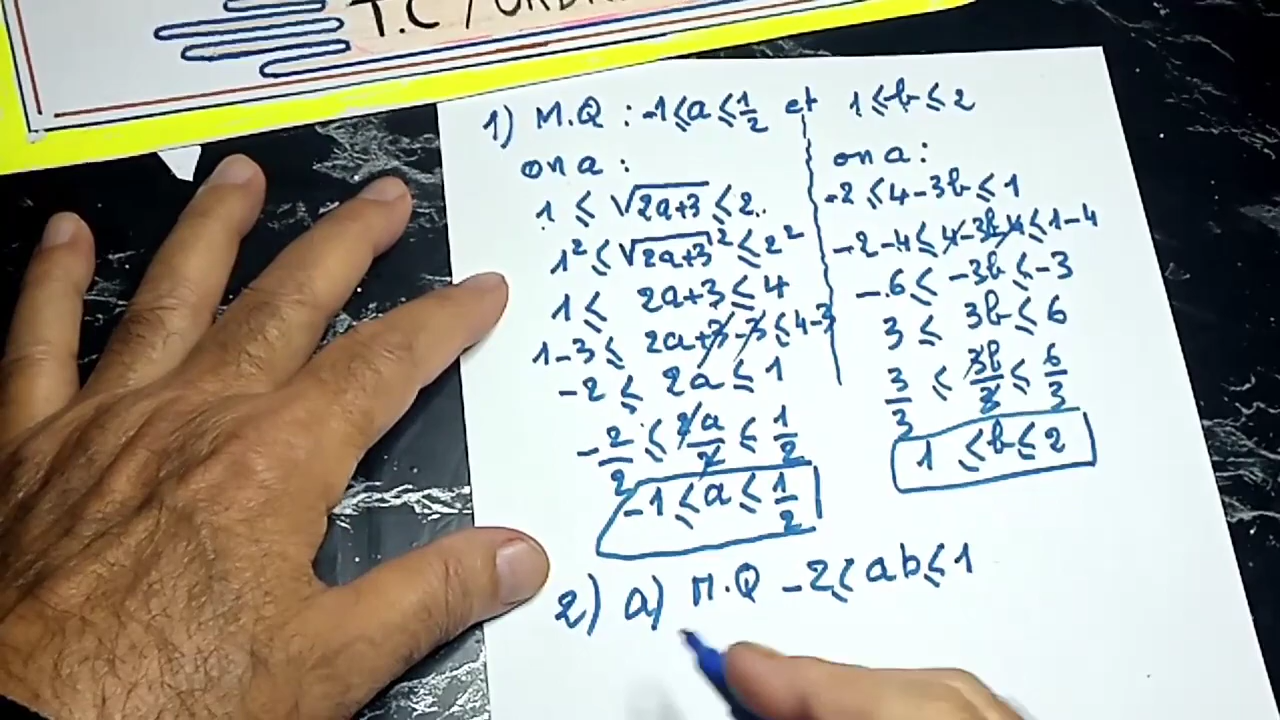 T.C / 
1) M.Q : -1 ≤ a ≤ 1/2 et 1 ≤ b ≤ 2
on a :
1 ≤ √(2a+3) ≤ 2
1² ≤ √(2a+3)² ≤ 2²
1 ≤ 2a+3 ≤ 4
1-3 ≤ 2a+3-3 ≤ 4-3
-2 ≤ 2a ≤ 1
-2/2 ≤ 2a/2 ≤ 1/2
-1 ≤ a ≤ 1/2
on a :
-2 ≤ 4-3b ≤ 1
-2-4 ≤ 4-3b-4 ≤ 1-4
-6 ≤ -3b ≤ -3
3 ≤ 3b ≤ 6
3/3 ≤ 3b/3 ≤ 6/3
1 ≤ b ≤ 2
2) a) M.Q -2 ≤ ab ≤ 1